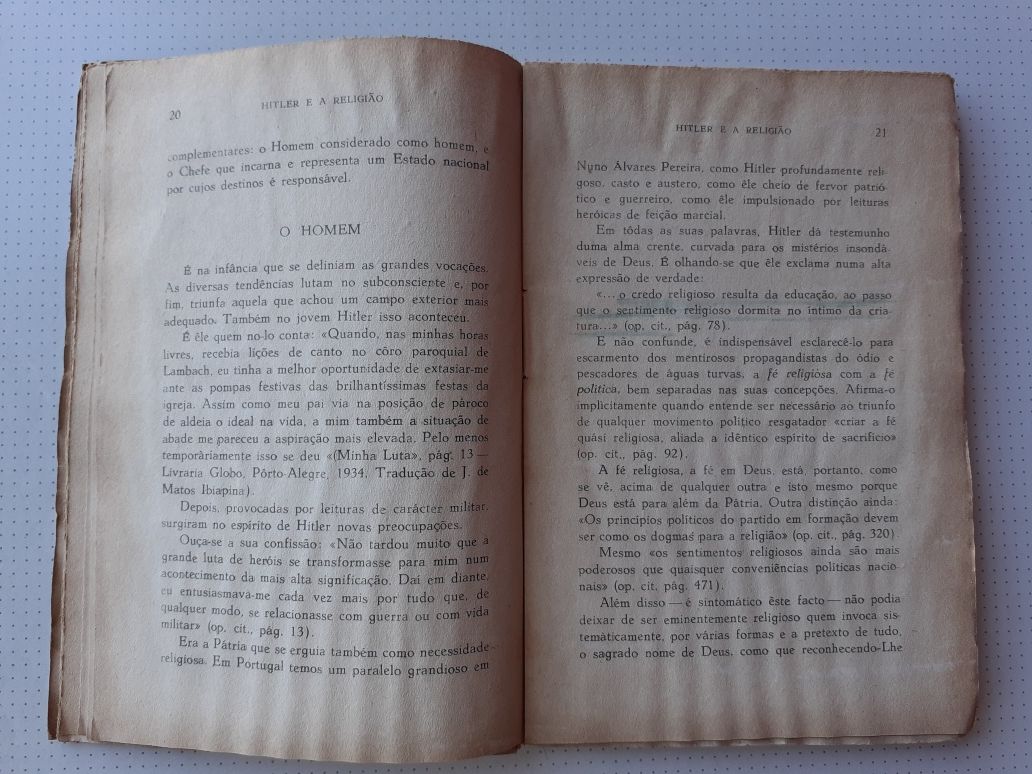 20
HITLER E A RELIGIÃO
complementares: o Homem considerado como homem, e
o Chefe que incarna e representa um Estado nacional
por cujos destinos é responsável.
O HOMEM
É na infância que se deliniam as grandes vocações.
As diversas tendências lutam no subconsciente e, por
fim, triunfa aquela que achou um campo exterior mais
adequado. Também no jovem Hitler isso aconteceu.
É êle quem no-lo conta: «Quando, nas minhas horas
livres, recebia lições de canto no côro paroquial de
Lambach, eu tinha a melhor oportunidade de extasiar-me
ante as pompas festivas das brilhantíssimas festas da
igreja. Assim como meu pai via na posição de pároco
de aldeia o ideal na vida, a mim também a situação de
abade me pareceu a aspiração mais elevada. Pelo menos
temporàriamente isso se deu «(Minha Luta», pág. 13 —
Livraria Globo, Pôrto-Alegre, 1934, Tradução de J. de
Matos Ibiapina).
Depois, provocadas por leituras de carácter militar,
surgiram no espírito de Hitler novas preocupações.
Ouça-se a sua confissão: «Não tardou muito que a
grande luta de heróis se transformasse para mim num
acontecimento da mais alta significação. Daí em diante,
eu entusiasmava-me cada vez mais por tudo que, de
qualquer modo, se relacionasse com guerra ou com vida
militar» (op. cit., pág. 13).
Era a Pátria que se erguia também como necessidade
religiosa. Em Portugal temos um paralelo grandioso em
HITLER E A RELIGIÃO
21
Nuno Álvares Pereira, como Hitler profundamente reli-
gioso, casto e austero, como êle cheio de fervor patrió-
tico e guerreiro, como êle impulsionado por leituras
heróicas de feição marcial.
Em tôdas as suas palavras, Hitler dá testemunho
duma alma crente, curvada para os mistérios insondá-
veis de Deus. É olhando-se que êle exclama numa alta
expressão de verdade:
«... o credo religioso resulta da educação, ao passo
que o sentimento religioso dormita no íntimo da cria-
tura...» (op. cit., pág. 78).
E não confunde, é indispensável esclarecê-lo para
escarmento dos mentirosos propagandistas do ódio e
pescadores de águas turvas, a fé religiosa com a fé
política, bem separadas nas suas concepções. Afirma-o
implicitamente quando entende ser necessário ao triunfo
de qualquer movimento político resgatador «criar a fé
quási religiosa, aliada a idêntico espírito de sacrifício»
(op. cit., pág. 92).
A fé religiosa, a fé em Deus, está, portanto, como
se vê, acima de qualquer outra e isto mesmo porque
Deus está para além da Pátria. Outra distinção ainda:
«Os princípios políticos do partido em formação devem
ser como os dogmas para a religião» (op. cit., pág. 320)
Mesmo «os sentimentos religiosos ainda são mais
poderosos que quaisquer conveniências políticas nacio-
nais» (op. cit, pág. 471).
Além disso — é sintomático êste facto — não podia
deixar de ser eminentemente religioso quem invoca sis-
temàticamente, por várias formas e a pretexto de tudo,
o sagrado nome de Deus, como que reconhecendo-Lhe